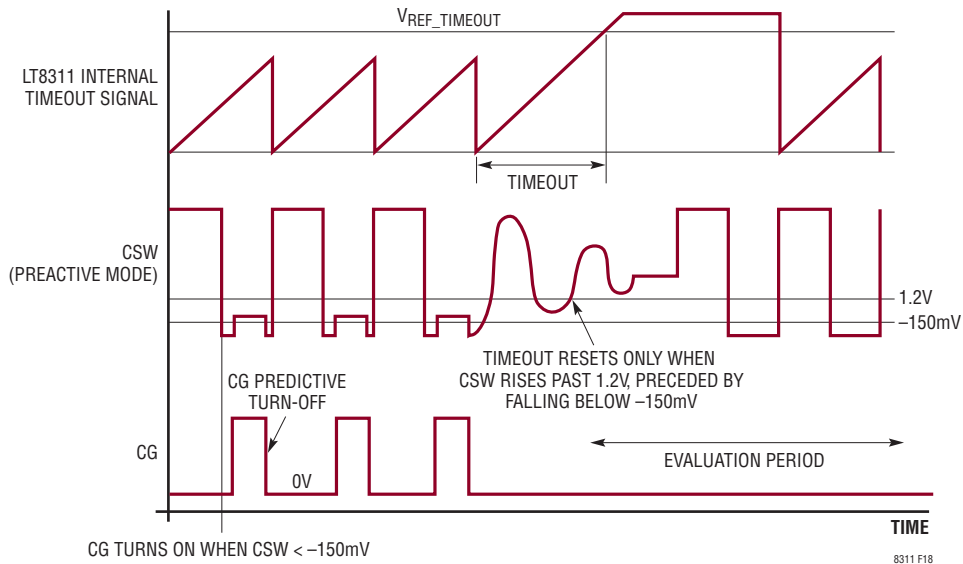 VREF_TIMEOUT
LT8311 INTERNAL
TIMEOUT SIGNAL
TIMEOUT
CSW
(PREACTIVE MODE)
1.2V
–150mV
TIMEOUT RESETS ONLY WHEN
CSW RISES PAST 1.2V, PRECEDED BY
FALLING BELOW –150mV
CG PREDICTIVE
TURN-OFF
CG
0V
EVALUATION PERIOD
TIME
CG TURNS ON WHEN CSW < –150mV
8311 F18